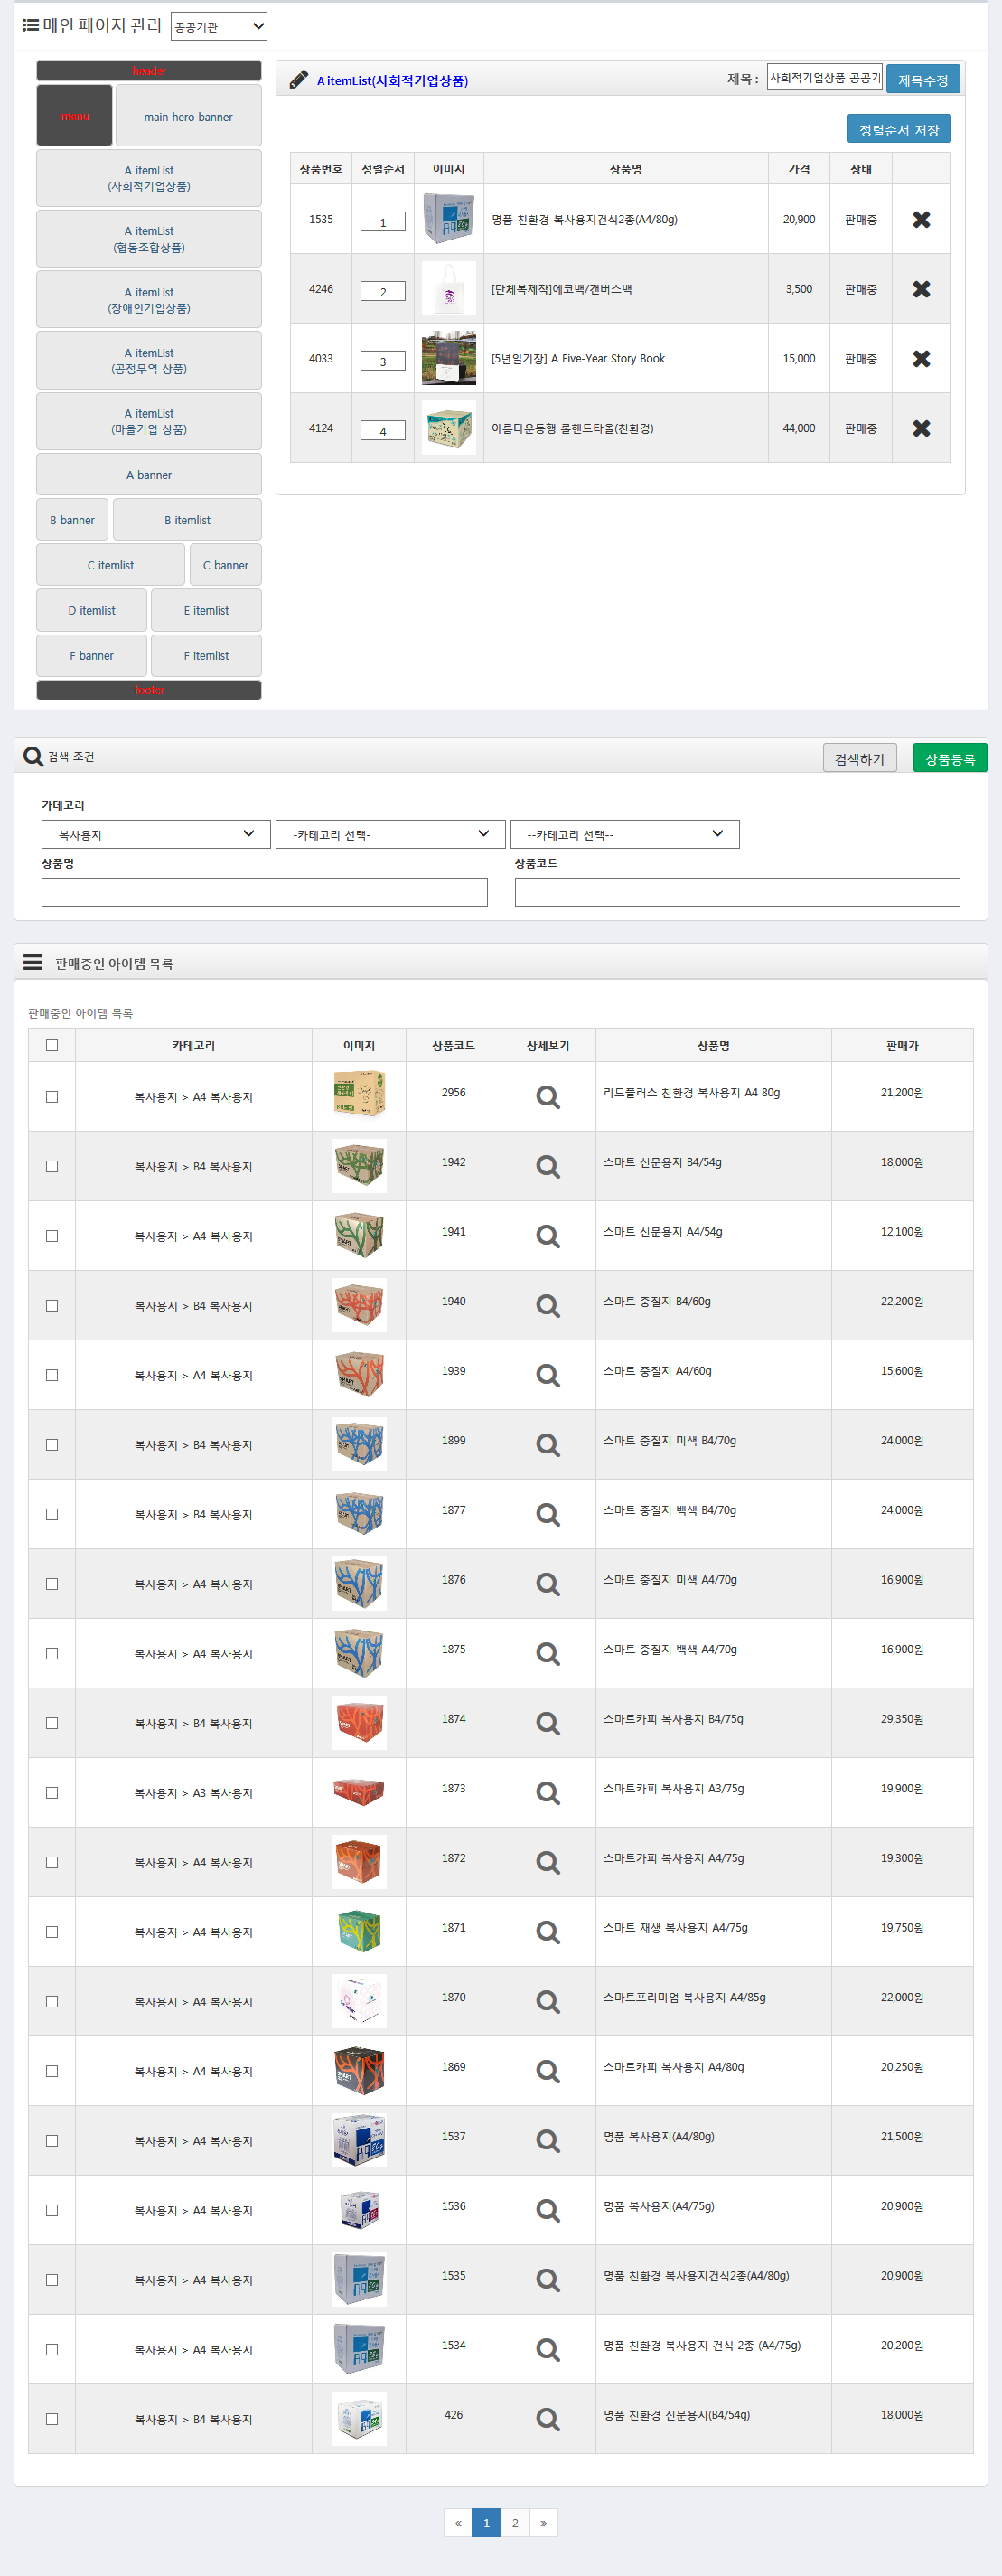 메인 페이지 관리 공공기관
header
menu
main hero banner
A itemList
(사회적기업상품)
A itemList
(협동조합상품)
A itemList
(장애인기업상품)
A itemList
(공정무역 상품)
A itemList
(마을기업 상품)
A banner
B banner
B itemlist
C itemlist
C banner
D itemlist
E itemlist
F banner
F itemlist
footer
A itemList(사회적기업상품)
제목 : 사회적기업상품 공공기 제목수정
정렬순서 저장
상품번호 정렬순서 이미지 상품명 가격 상태
1535 1 명품 친환경 복사용지건식2종(A4/80g) 20,900 판매중
4246 2 [단체복제작]에코백/캔버스백 3,500 판매중
4033 3 [5년일기장] A Five-Year Story Book 15,000 판매중
4124 4 아름다운동행 롤핸드타올(친환경) 44,000 판매중
검색 조건 검색하기 상품등록
카테고리
복사용지 -카테고리 선택- --카테고리 선택--
상품명 상품코드
판매중인 아이템 목록
판매중인 아이템 목록
카테고리 이미지 상품코드 상세보기 상품명 판매가
복사용지 > A4 복사용지 2956 리드플러스 친환경 복사용지 A4 80g 21,200원
복사용지 > B4 복사용지 1942 스마트 신문용지 B4/54g 18,000원
복사용지 > A4 복사용지 1941 스마트 신문용지 A4/54g 12,100원
복사용지 > B4 복사용지 1940 스마트 중질지 B4/60g 22,200원
복사용지 > A4 복사용지 1939 스마트 중질지 A4/60g 15,600원
복사용지 > B4 복사용지 1899 스마트 중질지 미색 B4/70g 24,000원
복사용지 > B4 복사용지 1877 스마트 중질지 백색 B4/70g 24,000원
복사용지 > A4 복사용지 1876 스마트 중질지 미색 A4/70g 16,900원
복사용지 > A4 복사용지 1875 스마트 중질지 백색 A4/70g 16,900원
복사용지 > B4 복사용지 1874 스마트카피 복사용지 B4/75g 29,350원
복사용지 > A3 복사용지 1873 스마트카피 복사용지 A3/75g 19,900원
복사용지 > A4 복사용지 1872 스마트카피 복사용지 A4/75g 19,300원
복사용지 > A4 복사용지 1871 스마트 재생 복사용지 A4/75g 19,750원
복사용지 > A4 복사용지 1870 스마트프리미엄 복사용지 A4/85g 22,000원
복사용지 > A4 복사용지 1869 스마트카피 복사용지 A4/80g 20,250원
복사용지 > A4 복사용지 1537 명품 복사용지(A4/80g) 21,500원
복사용지 > A4 복사용지 1536 명품 복사용지(A4/75g) 20,900원
복사용지 > A4 복사용지 1535 명품 친환경 복사용지건식2종(A4/80g) 20,900원
복사용지 > A4 복사용지 1534 명품 친환경 복사용지 건식 2종 (A4/75g) 20,200원
복사용지 > B4 복사용지 426 명품 친환경 신문용지(B4/54g) 18,000원
« 1 2 »